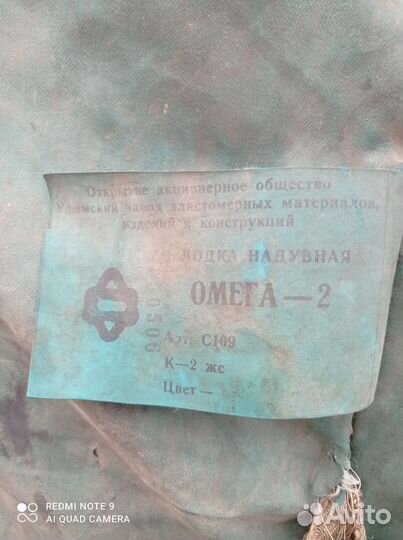 Открытое акционерное общество
Уфимский завод эластомерных материалов,
изделий и конструкций
ЛОДКА НАДУВНАЯ
ОМЕГА — 2
0506
Арт. С109
К—2 жс
Цвет —
REDMI NOTE 9
AI QUAD CAMERA
Avito